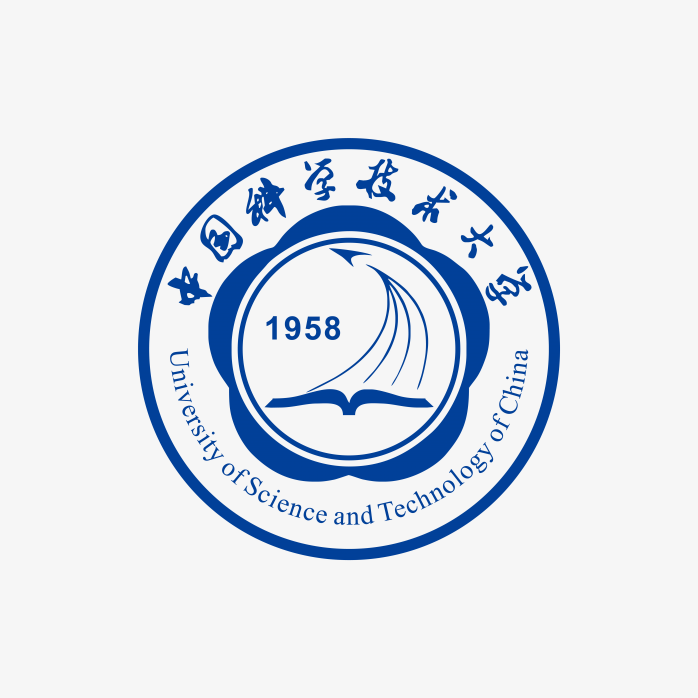 中国科学技术大学
1958
University of Science and Technology of China